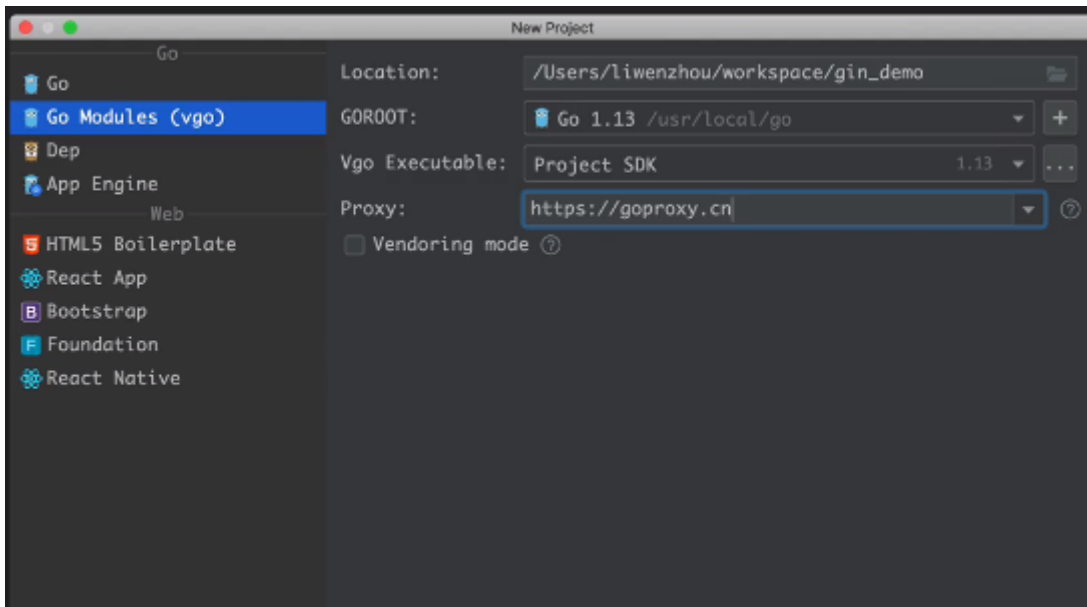 New Project
Go
Go
Go Modules (vgo)
Dep
App Engine
Web
HTML5 Boilerplate
React App
Bootstrap
Foundation
React Native
Location: /Users/liwenzhou/workspace/gin_demo
GOROOT: Go 1.13 /usr/local/go
Vgo Executable: Project SDK 1.13 ...
Proxy: https://goproxy.cn
Vendoring mode